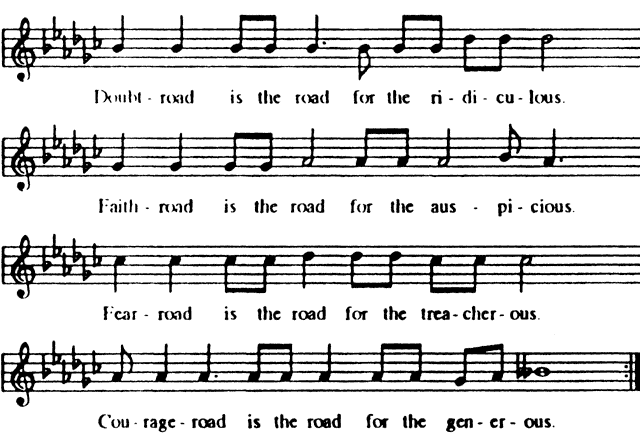 Doubt - road is the road for the ri - di - cu - lous.
Faith - road is the road for the aus - pi - cious.
Fear - road is the road for the trea - cher - ous.
Cou - rage - road is the road for the gen - er - ous.